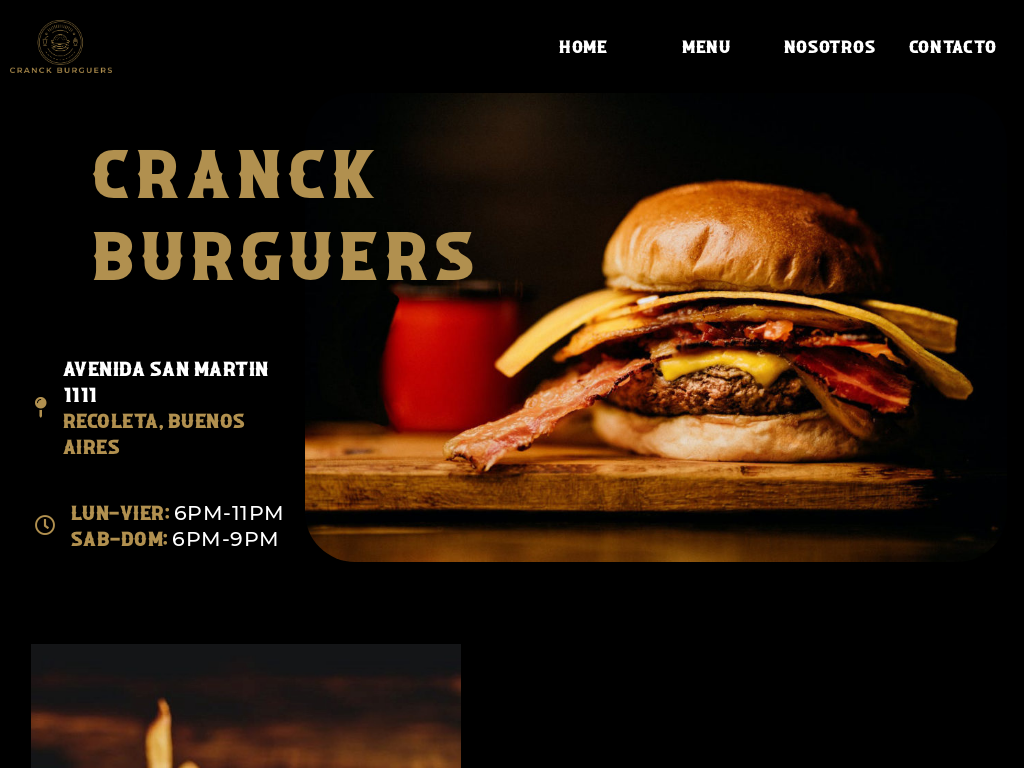 CRANCK BURGUERS
HOME MENU NOSOTROS CONTACTO
CRANCK
BURGUERS
AVENIDA SAN MARTIN
1111
RECOLETA, BUENOS
AIRES
LUN-VIER: 6PM-11PM
SAB-DOM: 6PM-9PM